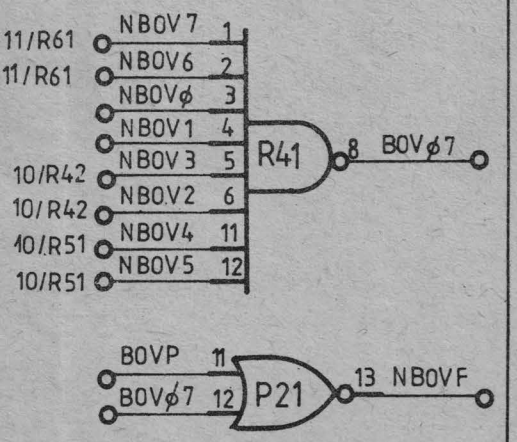 11/R61 NBOV7 1
11/R61 NBOV6 2
NBOVø 3
NBOV1 4
10/R42 NBOV3 5
10/R42 NBOV2 6
10/R51 NBOV4 11
10/R51 NBOV5 12
R41 8 BOVø7
BOVP 11
BOVø7 12
P21 13 NBOVF